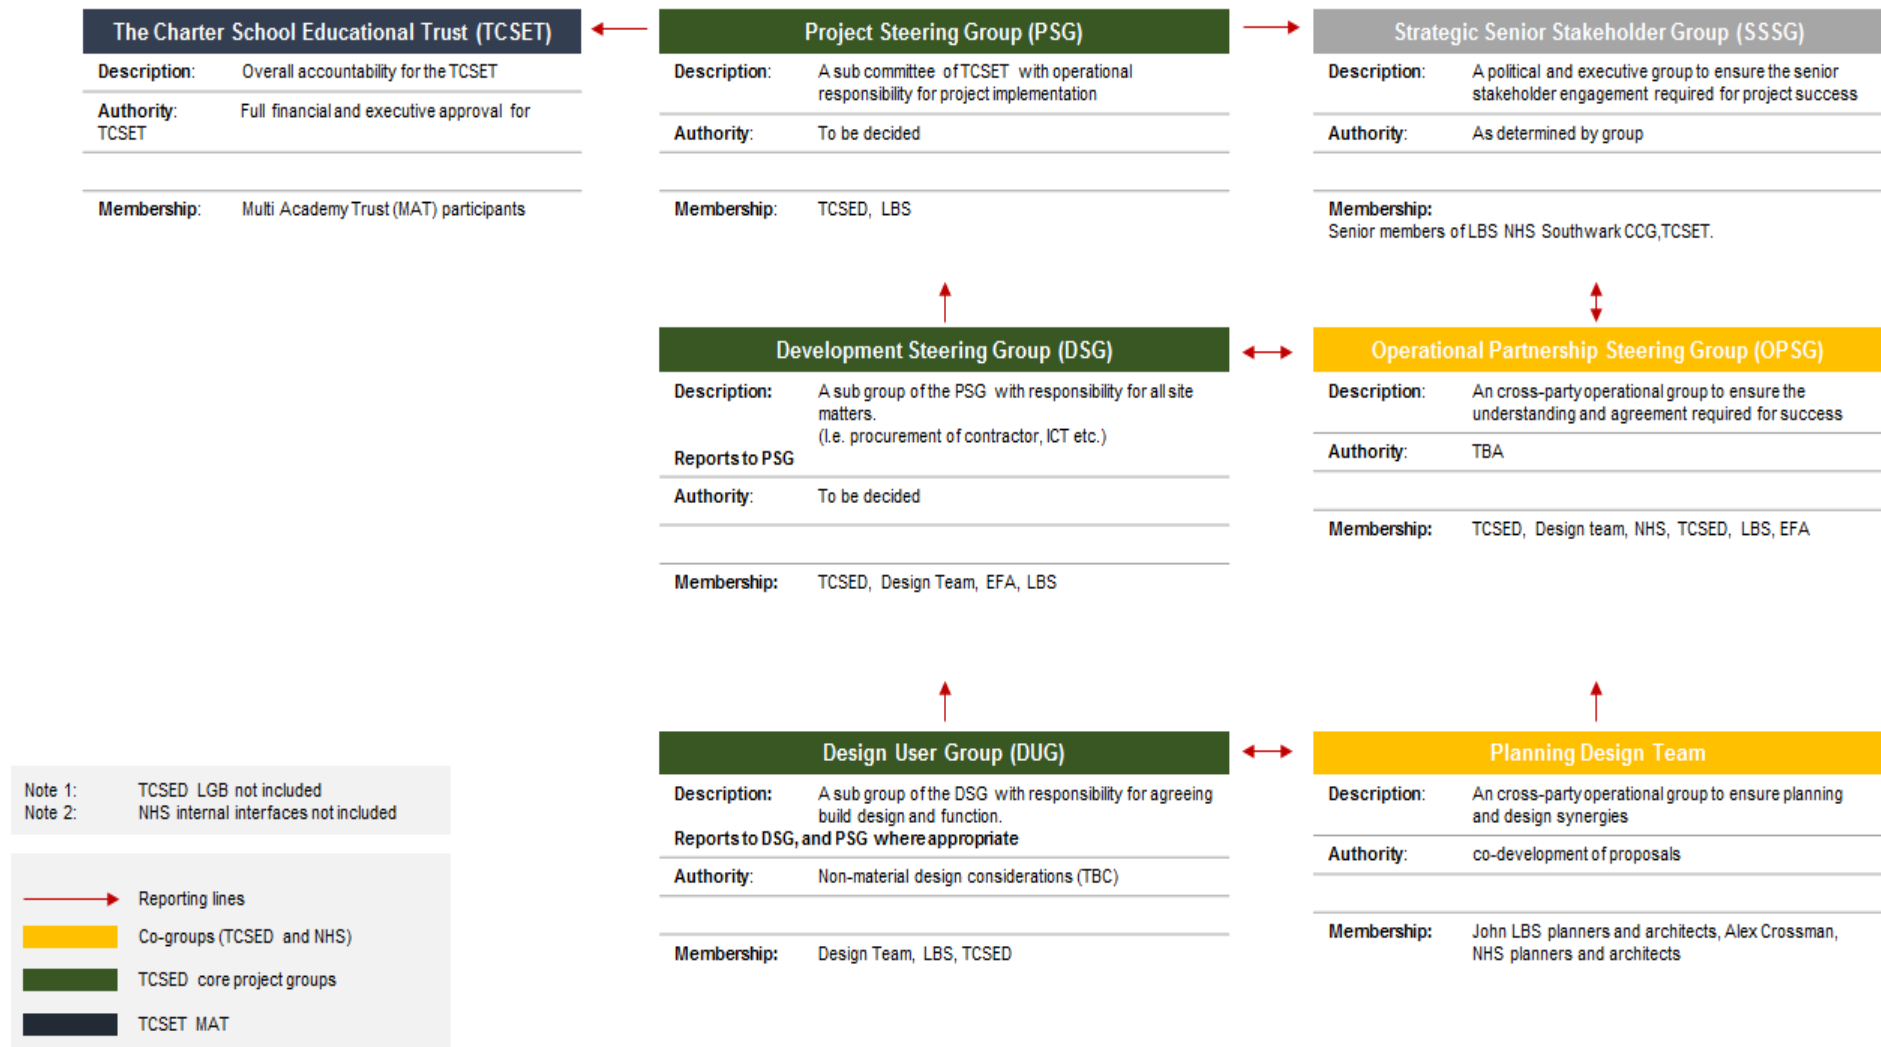 The Charter School Educational Trust (TCSET)
Description: Overall accountability for the TCSET
Authority: Full financial and executive approval for
TCSET
Membership: Multi Academy Trust (MAT) participants
Project Steering Group (PSG)
Description: A sub committee of TCSET with operational
responsibility for project implementation
Authority: To be decided
Membership: TCSED, LBS
Strategic Senior Stakeholder Group (SSSG)
Description: A political and executive group to ensure the senior
stakeholder engagement required for project success
Authority: As determined by group
Membership:
Senior members of LBS NHS Southwark CCG,TCSET.
Development Steering Group (DSG)
Description: A sub group of the PSG with responsibility for all site
matters.
(I.e. procurement of contractor, ICT etc.)
Reports to PSG
Authority: To be decided
Membership: TCSED, Design Team, EFA, LBS
Operational Partnership Steering Group (OPSG)
Description: An cross-party operational group to ensure the
understanding and agreement required for success
Authority: TBA
Membership: TCSED, Design team, NHS, TCSED, LBS, EFA
Design User Group (DUG)
Description: A sub group of the DSG with responsibility for agreeing
build design and function.
Reports to DSG, and PSG where appropriate
Authority: Non-material design considerations (TBC)
Membership: Design Team, LBS, TCSED
Planning Design Team
Description: An cross-party operational group to ensure planning
and design synergies
Authority: co-development of proposals
Membership: John LBS planners and architects, Alex Crossman,
NHS planners and architects
Note 1: TCSED LGB not included
Note 2: NHS internal interfaces not included
Reporting lines
Co-groups (TCSED and NHS)
TCSED core project groups
TCSET MAT